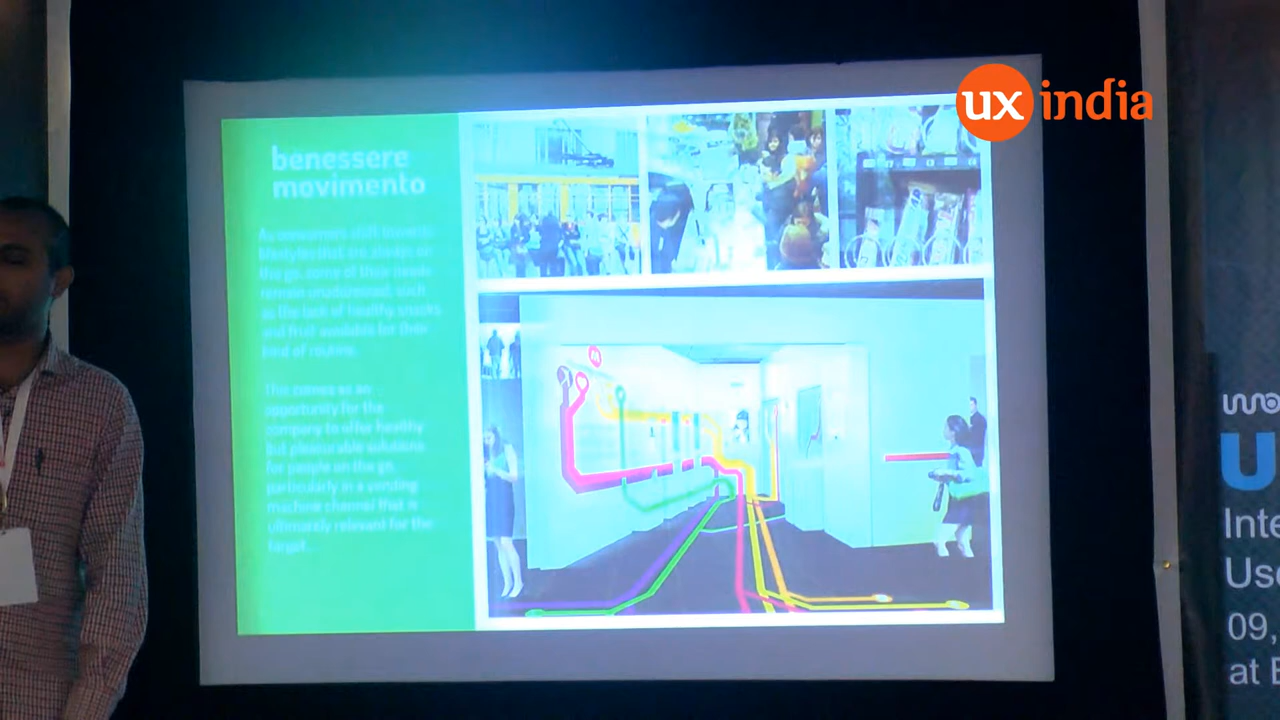 ux india
benessere
movimento
As consumers shift towards
lifestyles that are always on
the go, some of their needs
remain unaddressed, such
as the lack of healthy snacks
and fruit available for their
kind of routine.
This comes as an
opportunity for the
company to offer healthy
but pleasurable solutions
for people on the go,
particularly in a vending
machine channel that is
ultimately relevant for the
target.
U
Inte
Use
09,
at